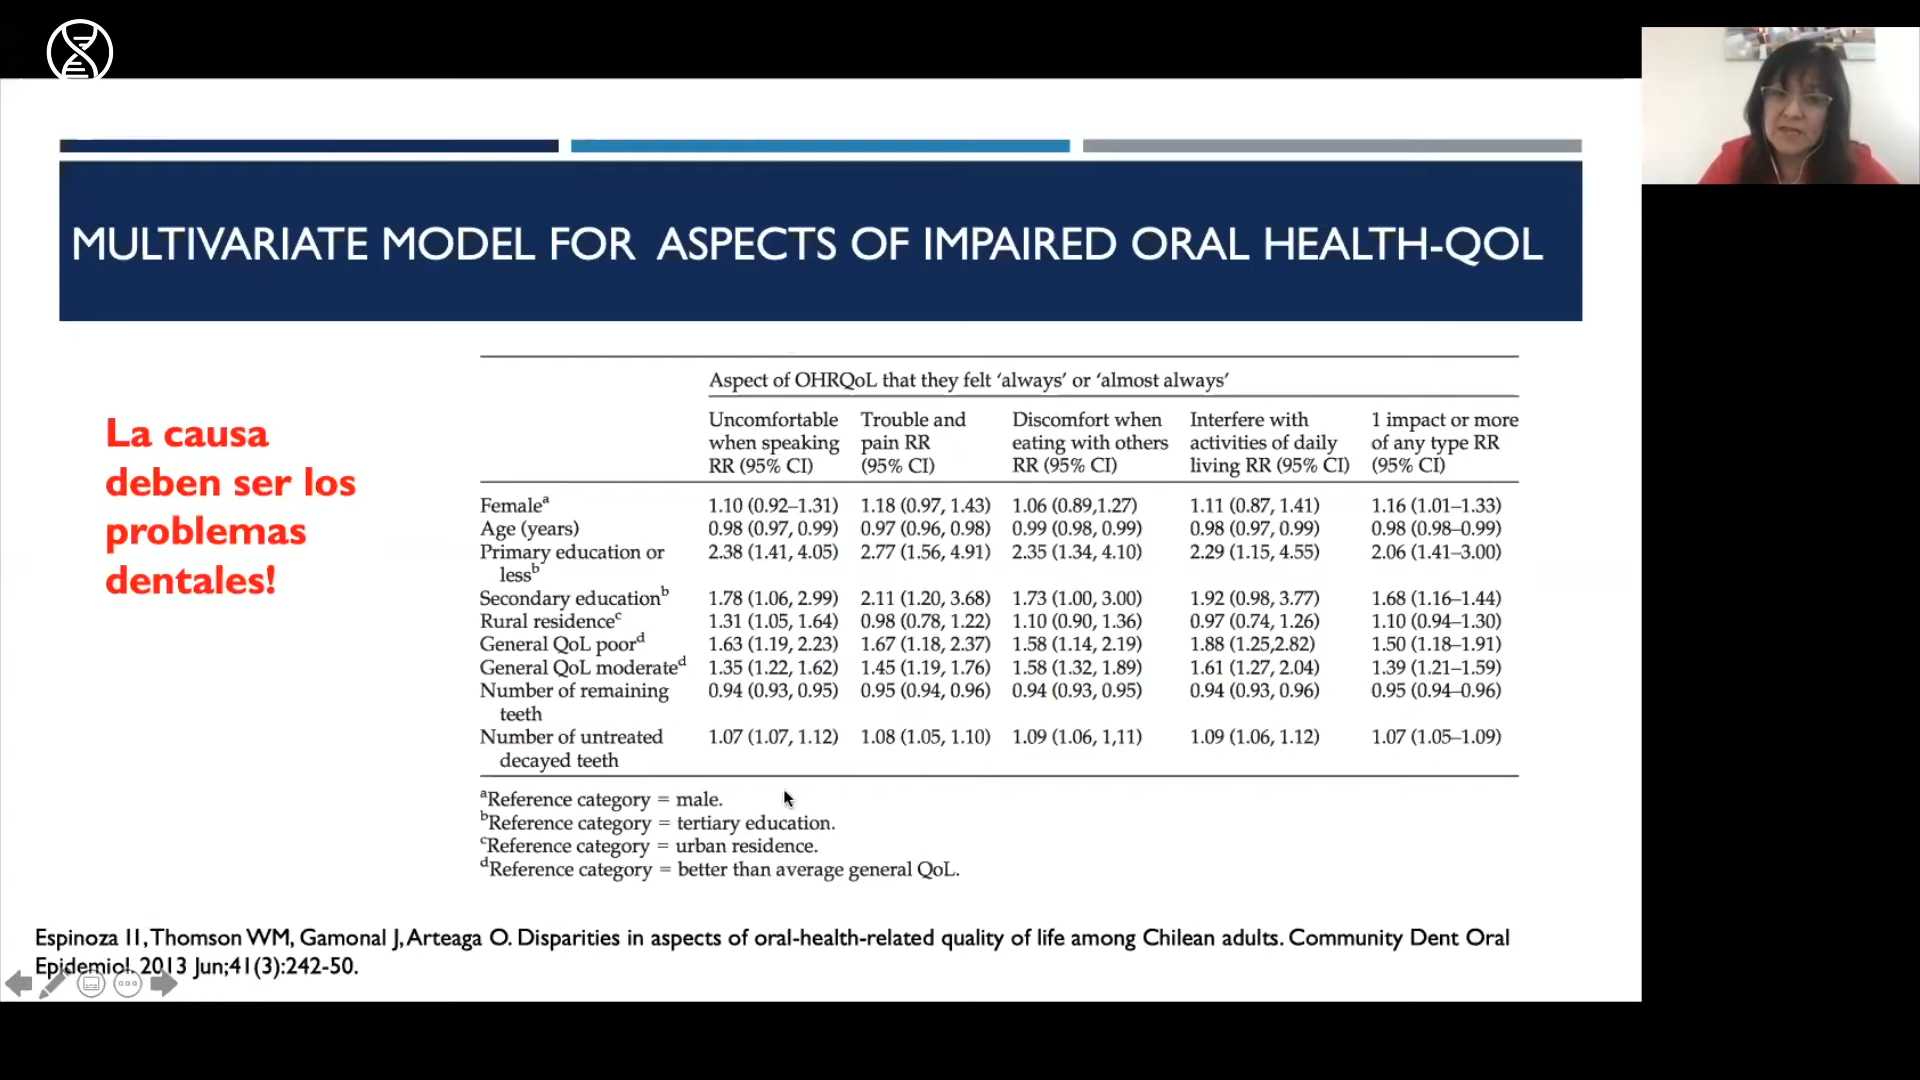 MULTIVARIATE MODEL FOR ASPECTS OF IMPAIRED ORAL HEALTH-QOL
La causa
deben ser los
problemas
dentales!
Aspect of OHRQoL that they felt ‘always’ or ‘almost always’
Uncomfortable when speaking RR (95% CI) Trouble and pain RR (95% CI) Discomfort when eating with others RR (95% CI) Interfere with activities of daily living RR (95% CI) 1 impact or more of any type RR (95% CI)
Femaleᵃ 1.10 (0.92–1.31) 1.18 (0.97, 1.43) 1.06 (0.89,1.27) 1.11 (0.87, 1.41) 1.16 (1.01–1.33)
Age (years) 0.98 (0.97, 0.99) 0.97 (0.96, 0.98) 0.99 (0.98, 0.99) 0.98 (0.97, 0.99) 0.98 (0.98–0.99)
Primary education or 2.38 (1.41, 4.05) 2.77 (1.56, 4.91) 2.35 (1.34, 4.10) 2.29 (1.15, 4.55) 2.06 (1.41–3.00)
lessᵇ
Secondary educationᵇ 1.78 (1.06, 2.99) 2.11 (1.20, 3.68) 1.73 (1.00, 3.00) 1.92 (0.98, 3.77) 1.68 (1.16–1.44)
Rural residenceᶜ 1.31 (1.05, 1.64) 0.98 (0.78, 1.22) 1.10 (0.90, 1.36) 0.97 (0.74, 1.26) 1.10 (0.94–1.30)
General QoL poorᵈ 1.63 (1.19, 2.23) 1.67 (1.18, 2.37) 1.58 (1.14, 2.19) 1.88 (1.25,2.82) 1.50 (1.18–1.91)
General QoL moderateᵈ 1.35 (1.22, 1.62) 1.45 (1.19, 1.76) 1.58 (1.32, 1.89) 1.61 (1.27, 2.04) 1.39 (1.21–1.59)
Number of remaining 0.94 (0.93, 0.95) 0.95 (0.94, 0.96) 0.94 (0.93, 0.95) 0.94 (0.93, 0.96) 0.95 (0.94–0.96)
teeth
Number of untreated 1.07 (1.07, 1.12) 1.08 (1.05, 1.10) 1.09 (1.06, 1,11) 1.09 (1.06, 1.12) 1.07 (1.05–1.09)
decayed teeth
ᵃReference category = male.
ᵇReference category = tertiary education.
ᶜReference category = urban residence.
ᵈReference category = better than average general QoL.
Espinoza II, Thomson WM, Gamonal J, Arteaga O. Disparities in aspects of oral-health-related quality of life among Chilean adults. Community Dent Oral
Epidemiol. 2013 Jun;41(3):242-50.